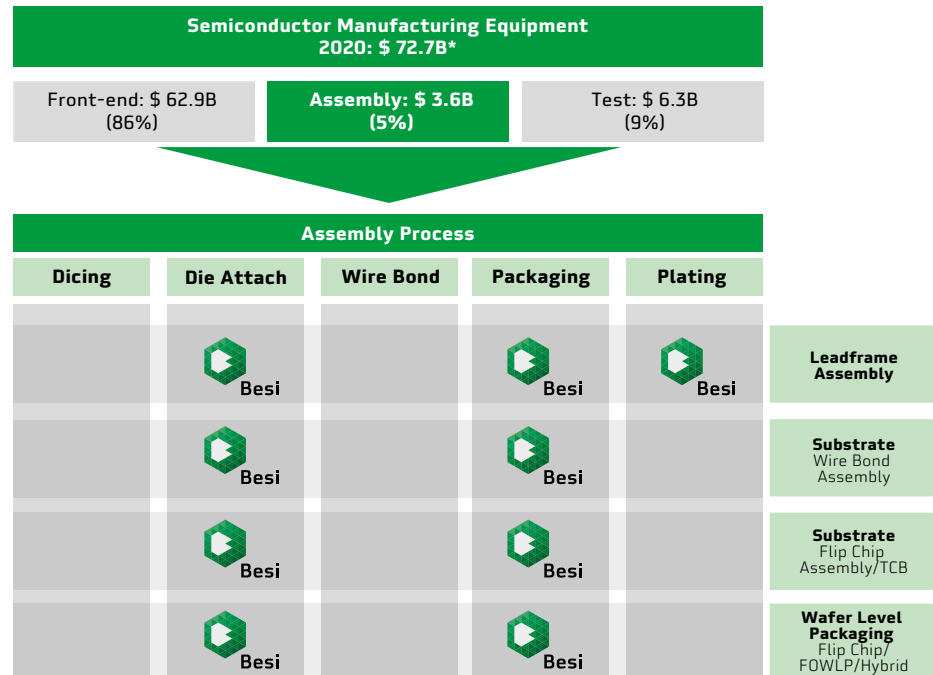 Semiconductor Manufacturing Equipment
2020: $ 72.7B*
Front-end: $ 62.9B
(86%)
Assembly: $ 3.6B
(5%)
Test: $ 6.3B
(9%)
Assembly Process
Dicing
Die Attach
Wire Bond
Packaging
Plating
Besi
Besi
Besi
Leadframe
Assembly
Besi
Besi
Substrate
Wire Bond
Assembly
Besi
Besi
Substrate
Flip Chip
Assembly/TCB
Besi
Besi
Wafer Level
Packaging
Flip Chip/
FOWLP/Hybrid